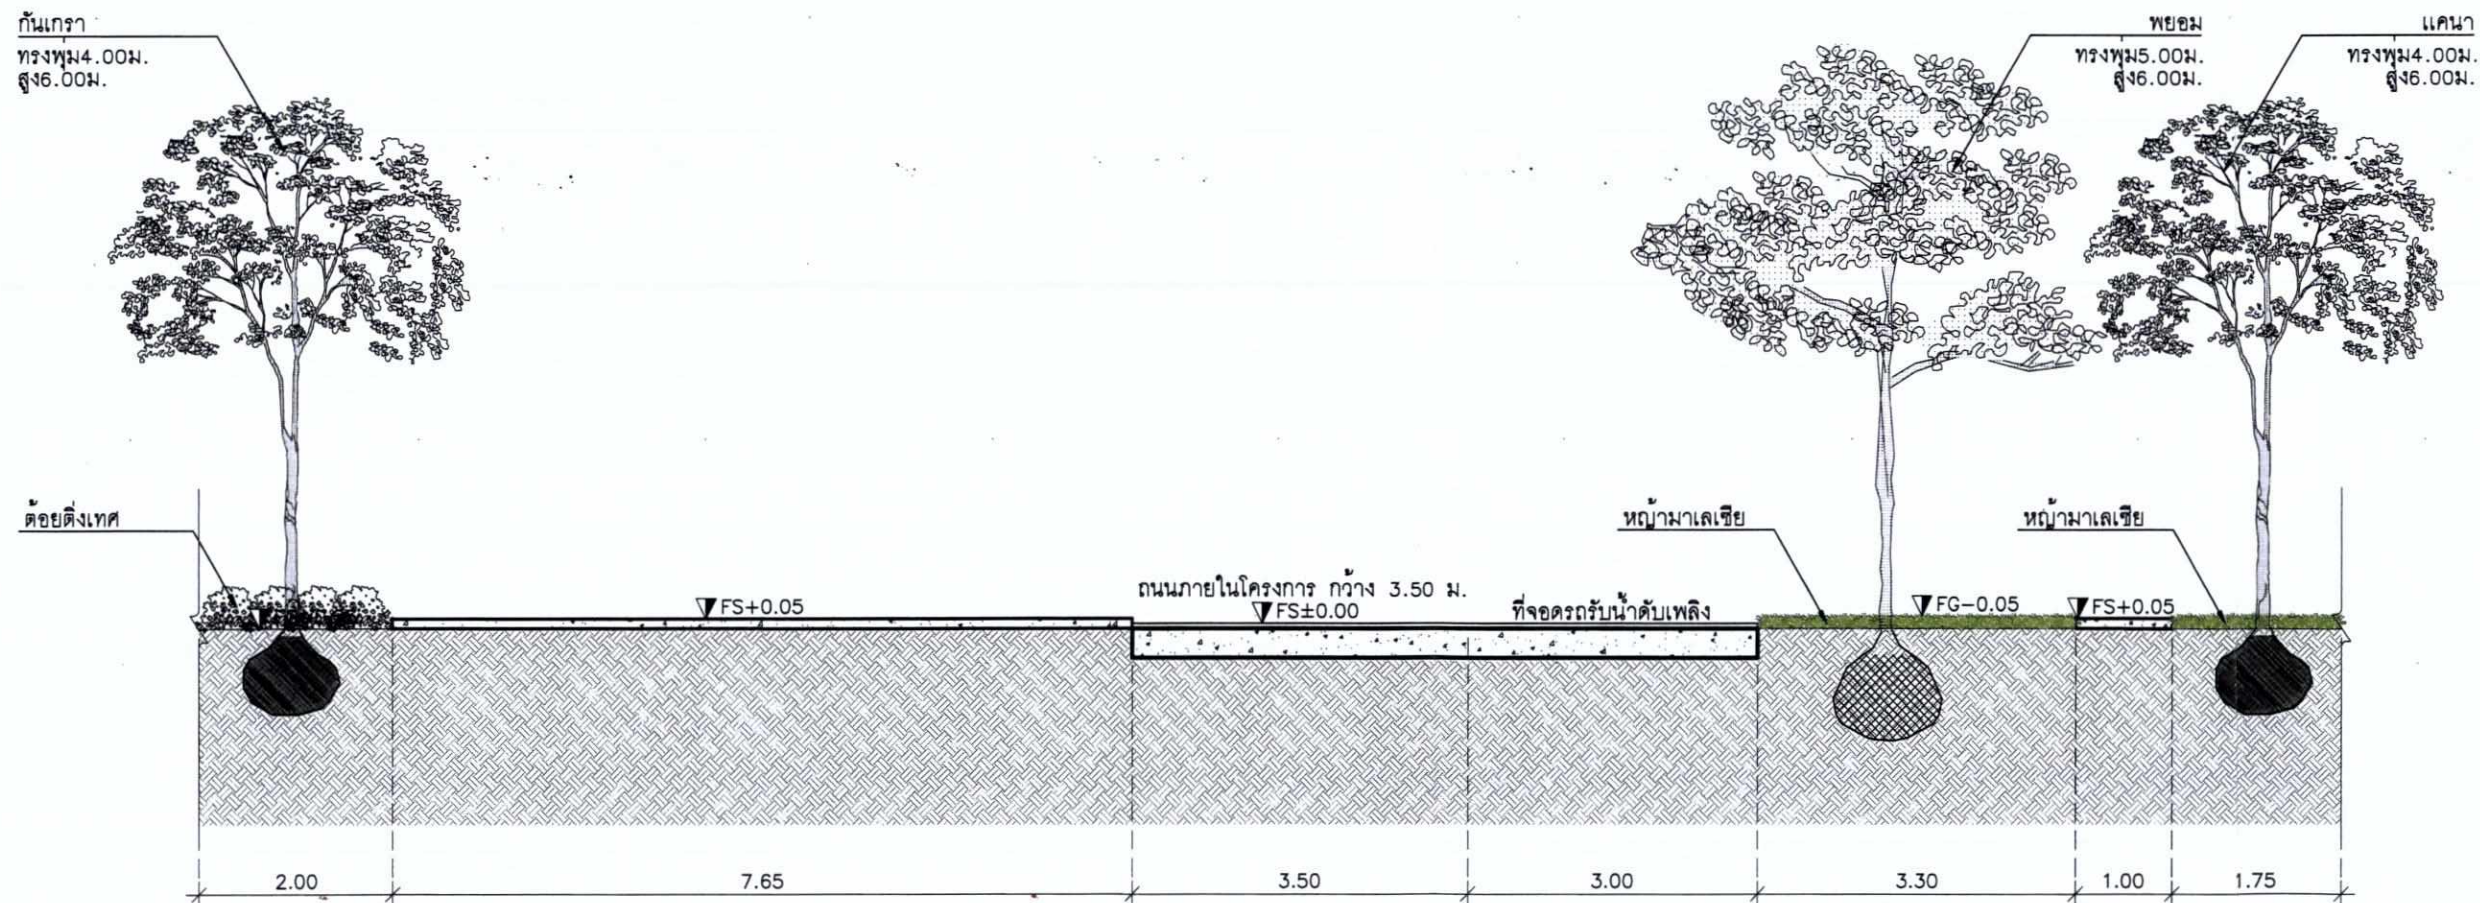 กันเกรา
ทรงพุ่ม4.00ม.
สูง6.00ม.
พยอม
ทรงพุ่ม5.00ม.
สูง6.00ม.
แคนา
ทรงพุ่ม4.00ม.
สูง6.00ม.
ต้อยติ่งเทศ
หญ้ามาเลเซีย
หญ้ามาเลเซีย
ถนนภายในโครงการ กว้าง 3.50 ม.
FS+0.05
FS±0.00
ที่จอดรถรับน้ำดับเพลิง
FG-0.05
FS+0.05
2.00
7.65
3.50
3.00
3.30
1.00
1.75